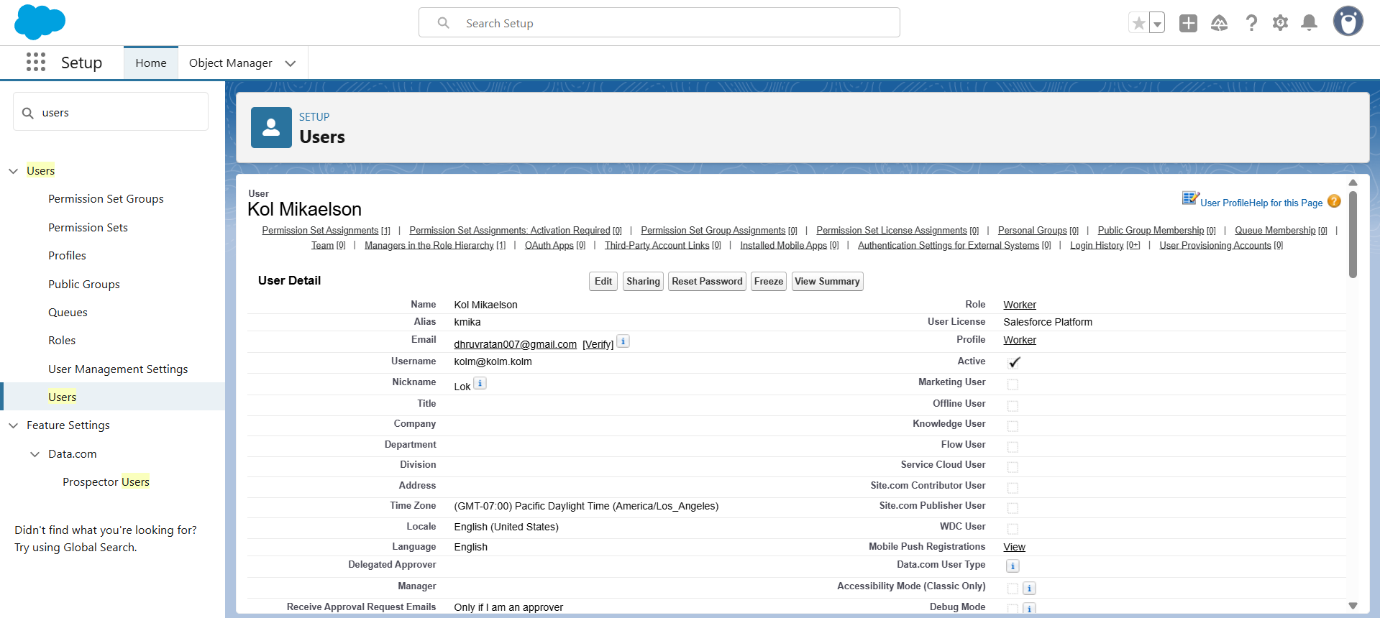 Search Setup
Setup
Home
Object Manager
users
Users
Permission Set Groups
Permission Sets
Profiles
Public Groups
Queues
Roles
User Management Settings
Users
Feature Settings
Data.com
Prospector Users
Didn't find what you're looking for?
Try using Global Search.
SETUP
Users
User
Kol Mikaelson
User Profile Help for this Page
Permission Set Assignments [1] | Permission Set Assignments: Activation Required [0] | Permission Set Group Assignments [0] | Permission Set License Assignments [0] | Personal Groups [0] | Public Group Membership [0] | Queue Membership [0] |
Team [0] | Managers in the Role Hierarchy [1] | OAuth Apps [0] | Third-Party Account Links [0] | Installed Mobile Apps [0] | Authentication Settings for External Systems [0] | Login History [0+] | User Provisioning Accounts [0]
User Detail
Edit Sharing Reset Password Freeze View Summary
Name Kol Mikaelson Role Worker
Alias kmika User License Salesforce Platform
Email dhruvratan007@gmail.com [Verify] i Profile Worker
Username kolm@kolm.kolm Active
Nickname Lok i Marketing User
Title Offline User
Company Knowledge User
Department Flow User
Division Service Cloud User
Address Site.com Contributor User
Time Zone (GMT-07:00) Pacific Daylight Time (America/Los_Angeles) Site.com Publisher User
Locale English (United States) WDC User
Language English Mobile Push Registrations View
Delegated Approver Data.com User Type i
Manager Accessibility Mode (Classic Only) i
Receive Approval Request Emails Only if I am an approver Debug Mode i